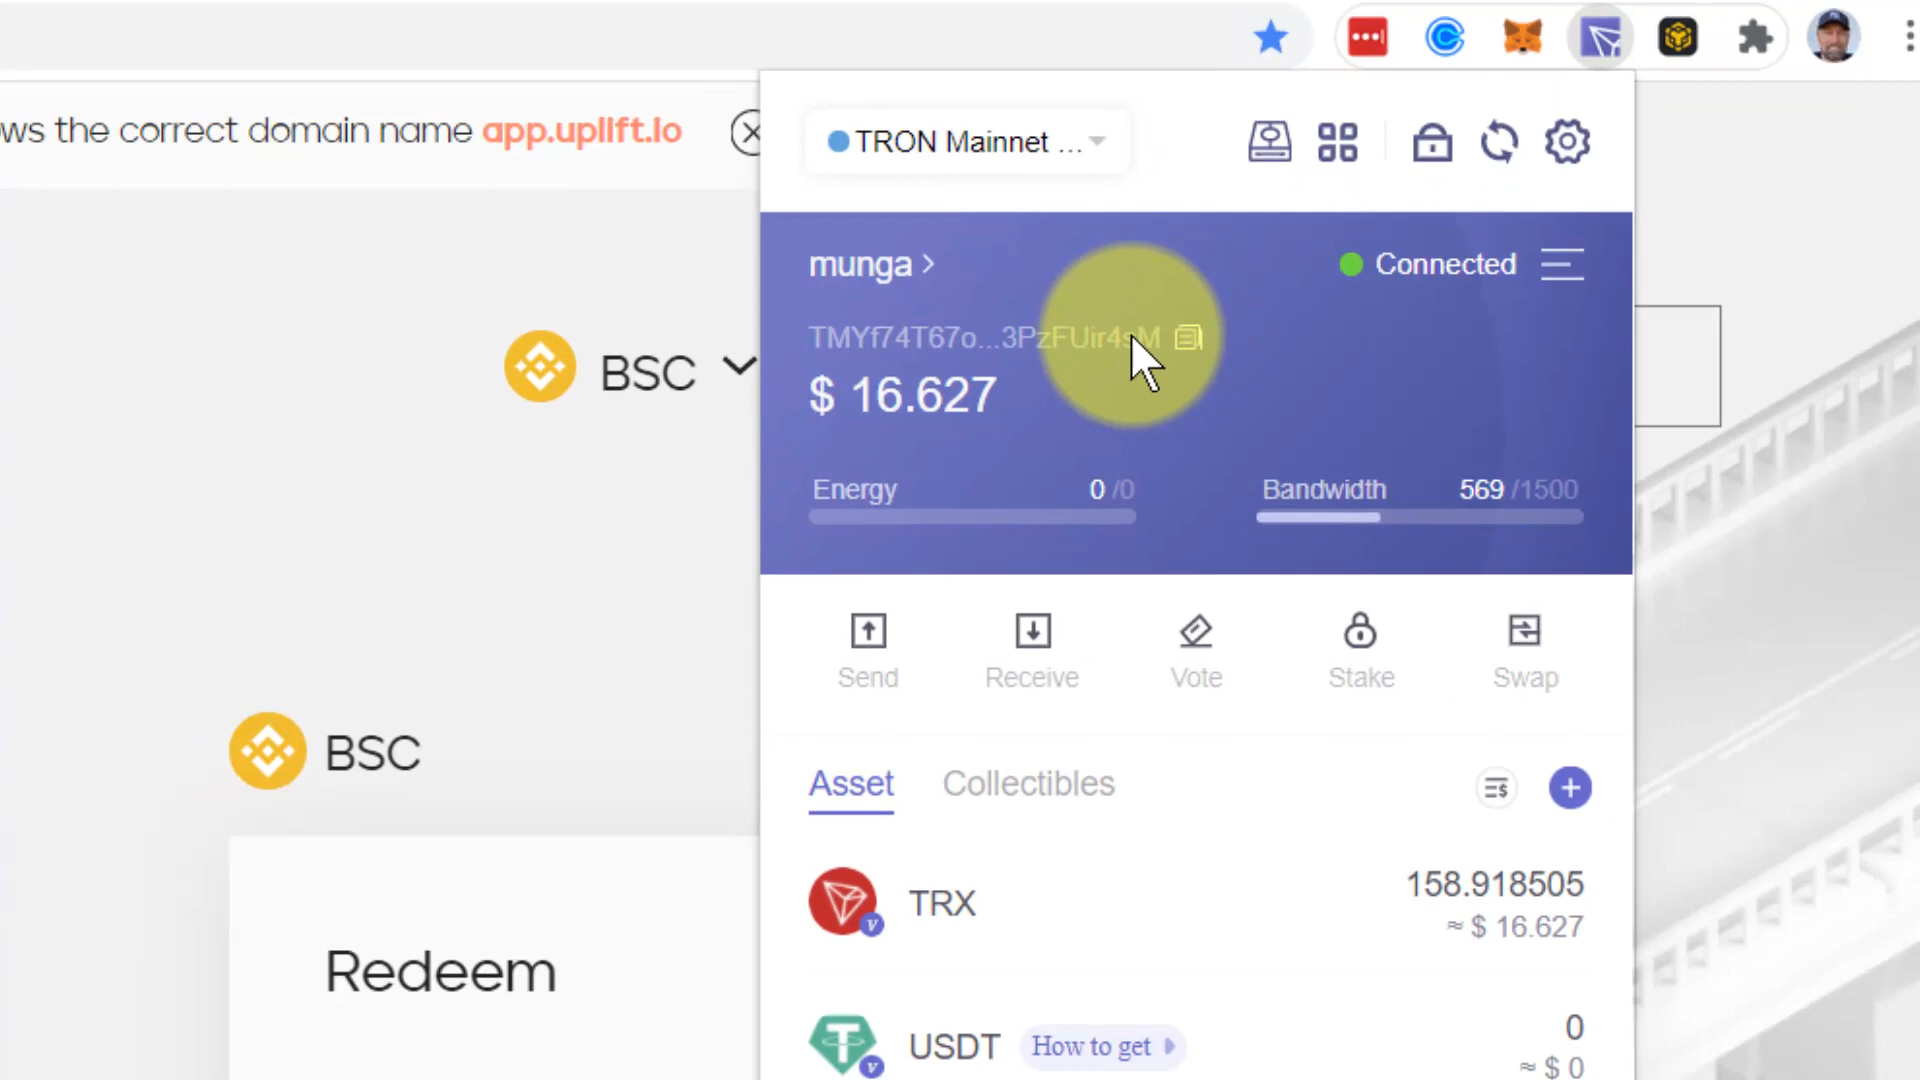 ws the correct domain name app.uplift.io
TRON Mainnet ...
munga >
Connected
TMYf74T67o...3PzFUir4sM
$ 16.627
Energy 0 /0
Bandwidth 569 /1500
BSC
Send
Receive
Vote
Stake
Swap
BSC
Asset
Collectibles
TRX
158.918505
≈ $ 16.627
Redeem
USDT
How to get
0
≈ $ 0